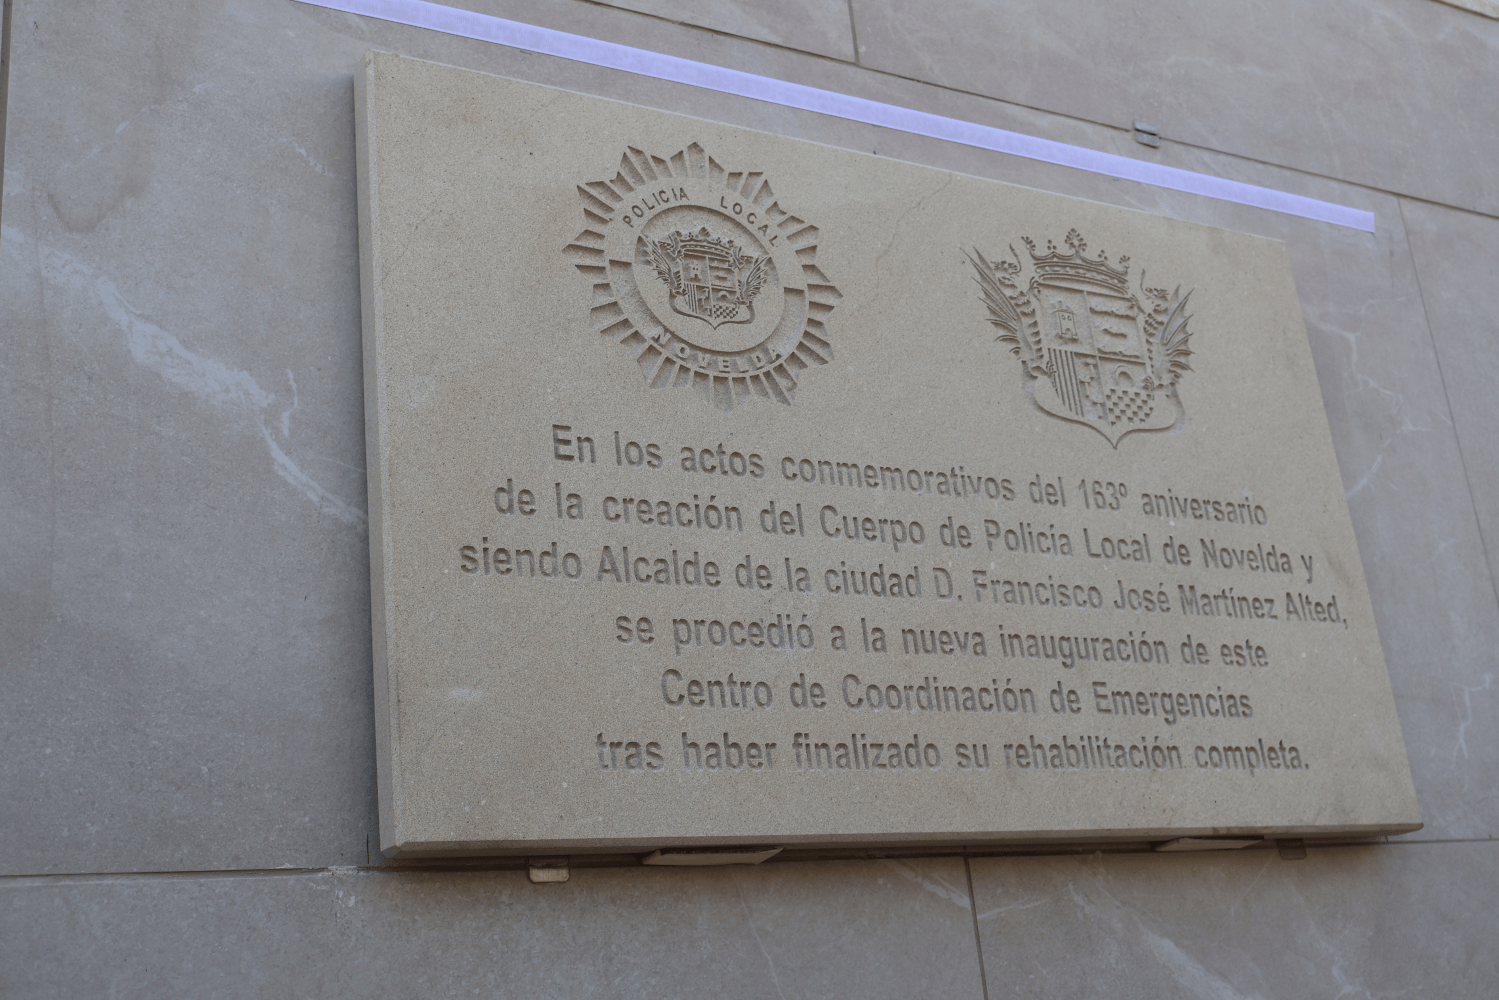 POLICIA LOCAL
NOVELDA
En los actos conmemorativos del 163º aniversario
de la creación del Cuerpo de Policía Local de Novelda y
siendo Alcalde de la ciudad D. Francisco José Martínez Alted,
se procedió a la nueva inauguración de este
Centro de Coordinación de Emergencias
tras haber finalizado su rehabilitación completa.